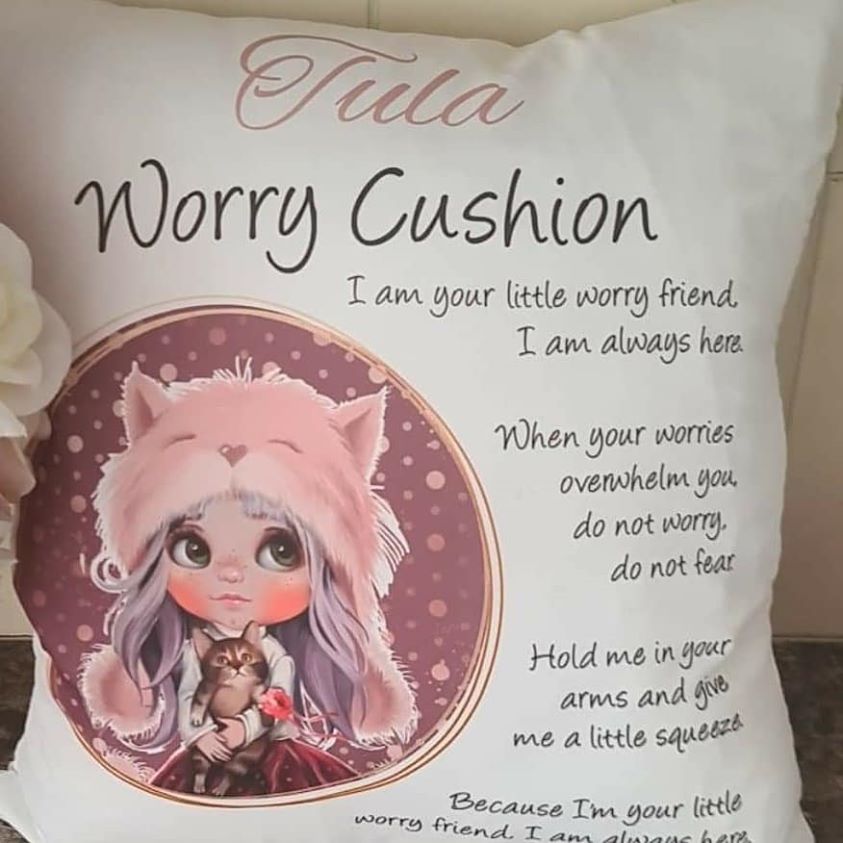 Tula
Worry Cushion
I am your little worry friend.
I am always here.
When your worries
overwhelm you,
do not worry,
do not fear
Hold me in your
arms and give
me a little squeeze.
Because I'm your little
worry friend. I am always here.